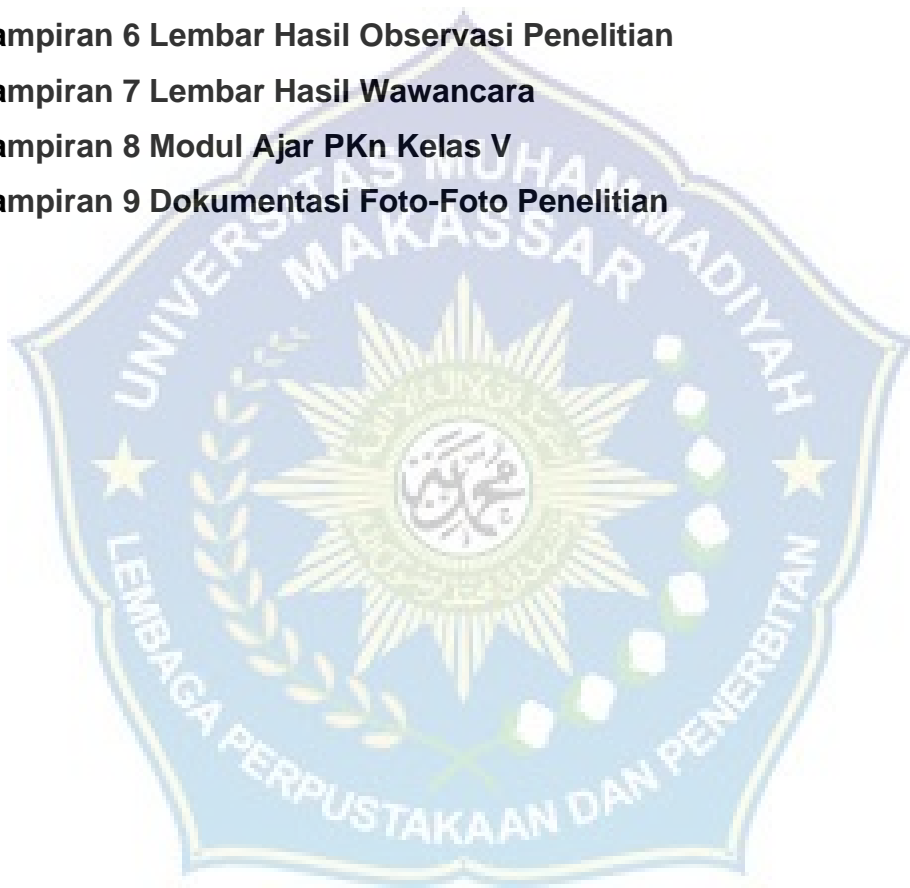 ampiran 6 Lembar Hasil Observasi Penelitian
ampiran 7 Lembar Hasil Wawancara
ampiran 8 Modul Ajar PKn Kelas V
ampiran 9 Dokumentasi Foto-Foto Penelitian
UNIVERSITAS MUHAMMADIYAH
MAKASSAR
LEMBAGA PERPUSTAKAAN DAN PENERBITAN